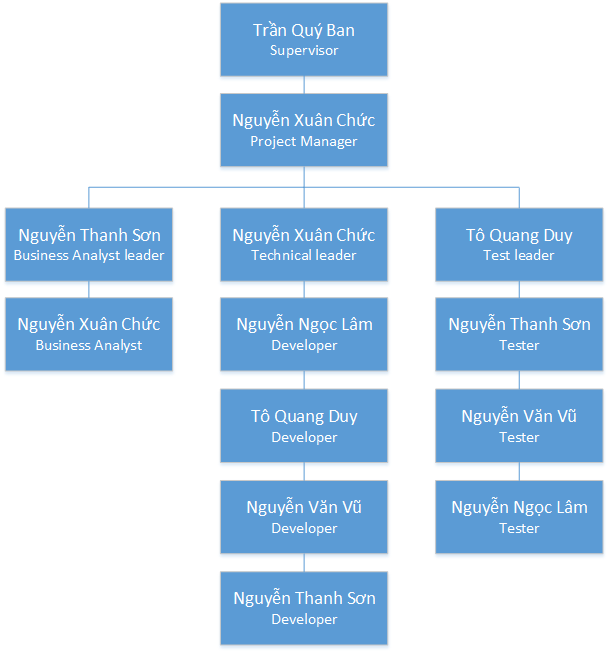 Trần Quý Ban
Supervisor
Nguyễn Xuân Chức
Project Manager
Nguyễn Thanh Sơn
Business Analyst leader
Nguyễn Xuân Chức
Business Analyst
Nguyễn Xuân Chức
Technical leader
Nguyễn Ngọc Lâm
Developer
Tô Quang Duy
Developer
Nguyễn Văn Vũ
Developer
Nguyễn Thanh Sơn
Developer
Tô Quang Duy
Test leader
Nguyễn Thanh Sơn
Tester
Nguyễn Văn Vũ
Tester
Nguyễn Ngọc Lâm
Tester